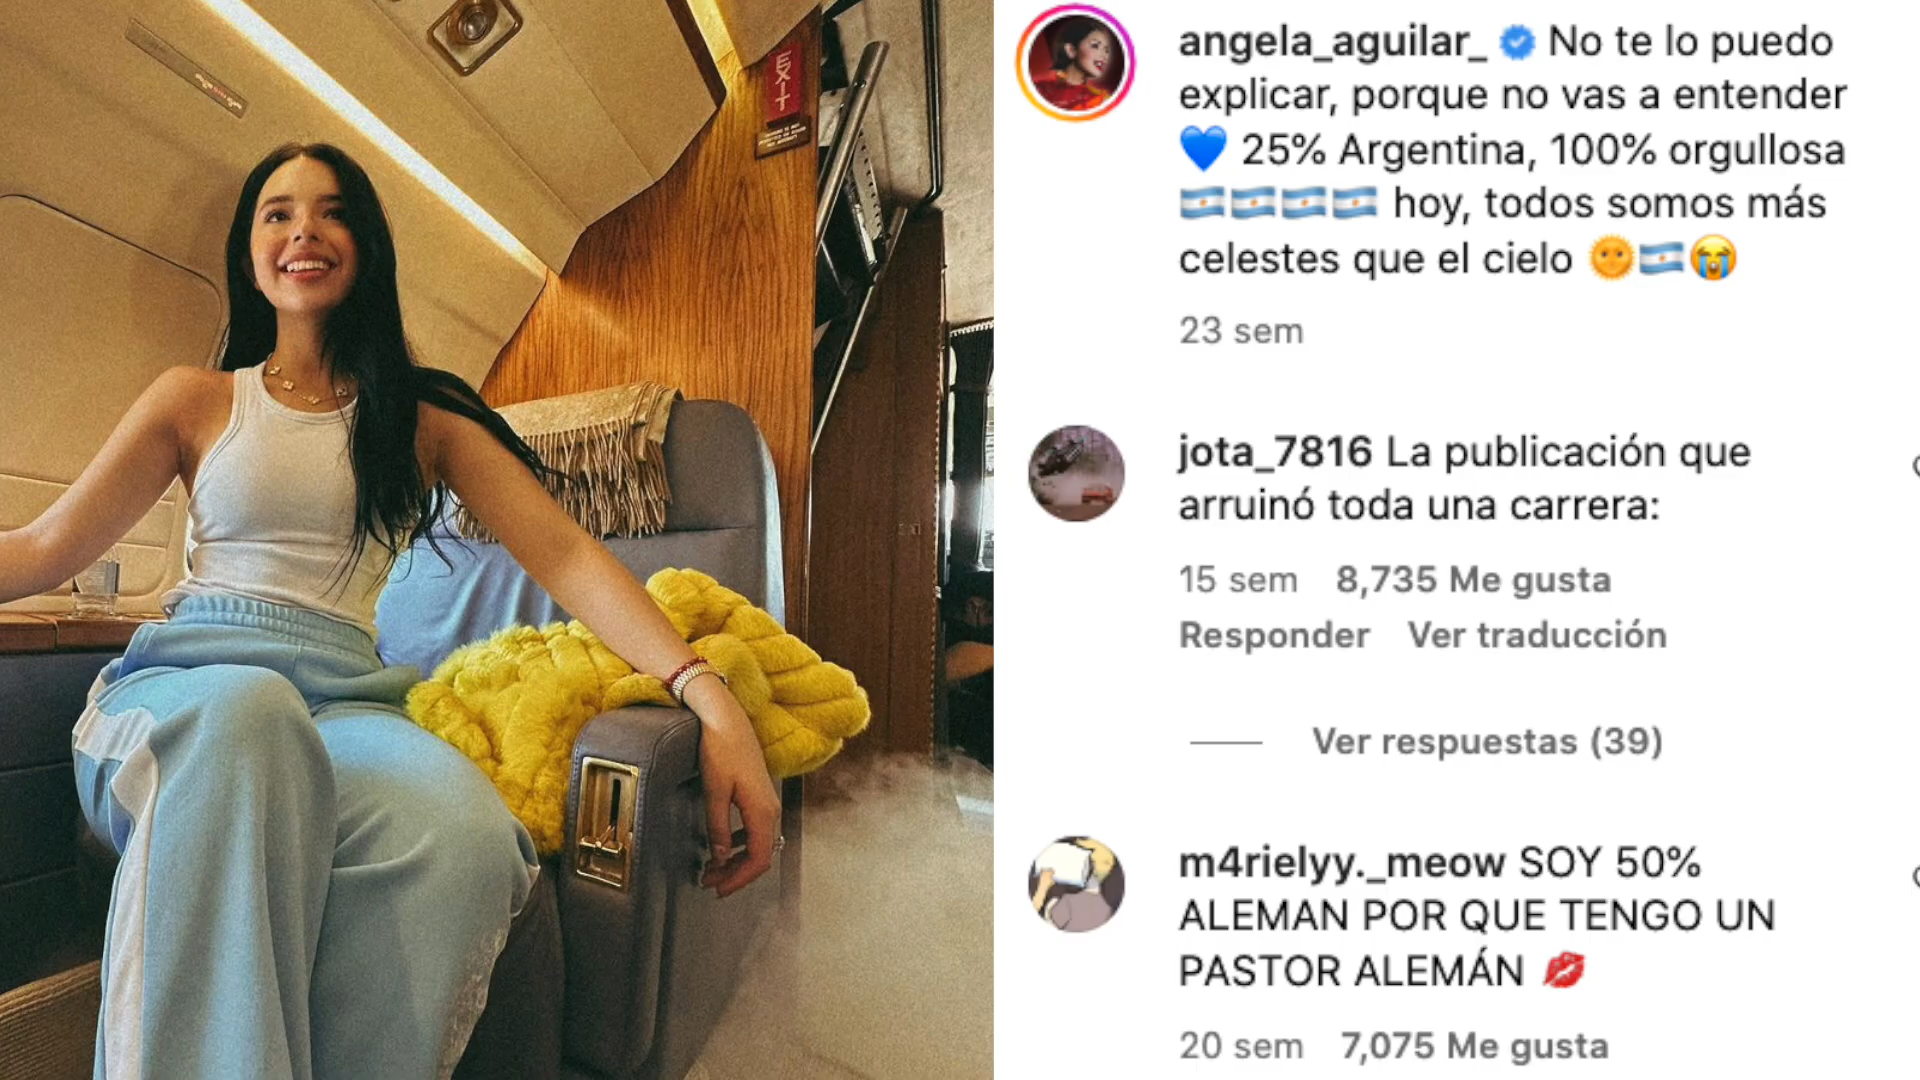 EXIT
angela_aguilar_ No te lo puedo
explicar, porque no vas a entender
💙 25% Argentina, 100% orgullosa
🇦🇷🇦🇷🇦🇷🇦🇷 hoy, todos somos más
celestes que el cielo 🌞🇦🇷😭
23 sem
jota_7816 La publicación que
arruinó toda una carrera:
15 sem 8,735 Me gusta
Responder Ver traducción
Ver respuestas (39)
m4rielyy._meow SOY 50%
ALEMAN POR QUE TENGO UN
PASTOR ALEMÁN 💋
20 sem 7,075 Me gusta